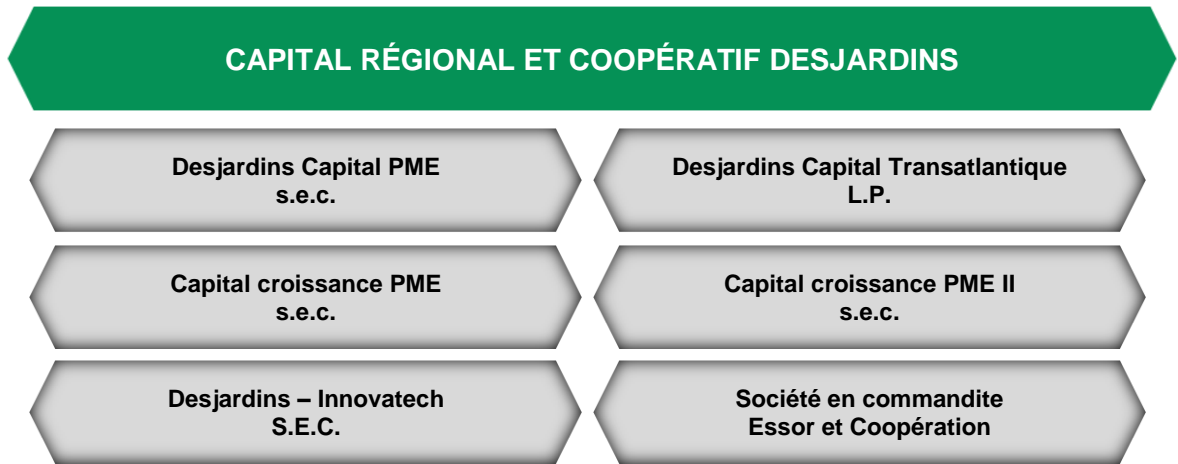 CAPITAL RÉGIONAL ET COOPÉRATIF DESJARDINS
Desjardins Capital PME
s.e.c.
Desjardins Capital Transatlantique
L.P.
Capital croissance PME
s.e.c.
Capital croissance PME II
s.e.c.
Desjardins – Innovatech
S.E.C.
Société en commandite
Essor et Coopération